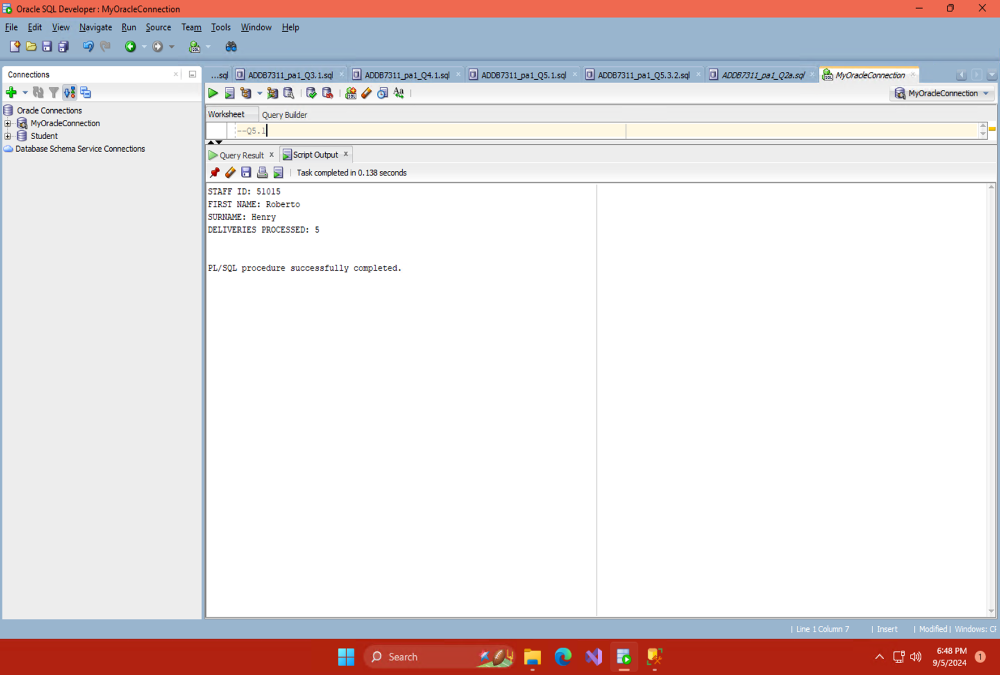 Oracle SQL Developer : MyOracleConnection
File Edit View Navigate Run Source Team Tools Window Help
Connections
...sql ADDB7311_pa1_Q3.1.sql ADDB7311_pa1_Q4.1.sql ADDB7311_pa1_Q5.1.sql ADDB7311_pa1_Q5.3.2.sql ADDB7311_pa1_Q2a.sql MyOracleConnection
MyOracleConnection
Oracle Connections
MyOracleConnection
Student
Database Schema Service Connections
Worksheet Query Builder
--Q5.1
Query Result Script Output
Task completed in 0.138 seconds
STAFF ID: 51015
FIRST NAME: Roberto
SURNAME: Henry
DELIVERIES PROCESSED: 5
PL/SQL procedure successfully completed.
| Line 1 Column 7 | Insert | Modified | Windows: CF
Search
6:48 PM
9/5/2024
1